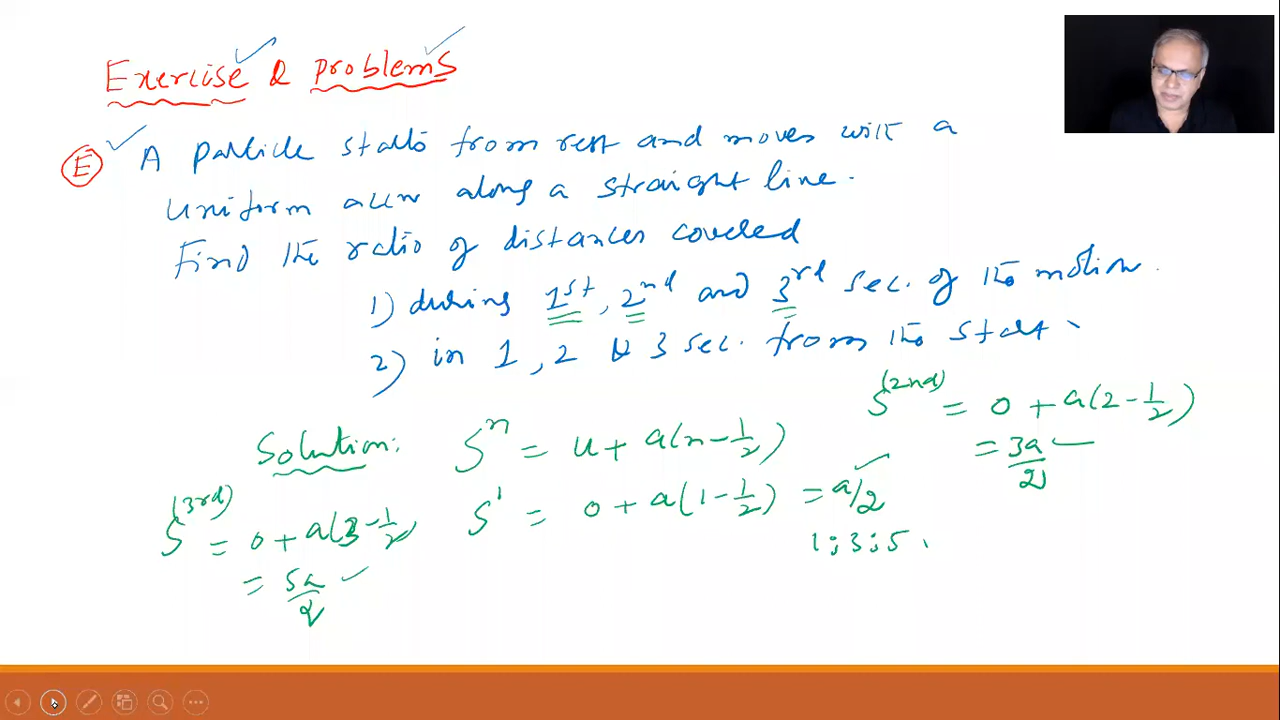 Exercise & problems
E A particle starts from rest and moves with a
uniform accn along a straight line.
Find the ratio of distances covered
1) during 1st, 2nd and 3rd sec. of the motion.
2) in 1, 2 & 3 sec. from the start.
Solution: S^n = u + a(n - 1/2)
S^1 = 0 + a(1 - 1/2) = a/2
S^(2nd) = 0 + a(2 - 1/2)
= 3a/2
S^(3rd) = 0 + a(3 - 1/2)
= 5a/2
1 : 3 : 5